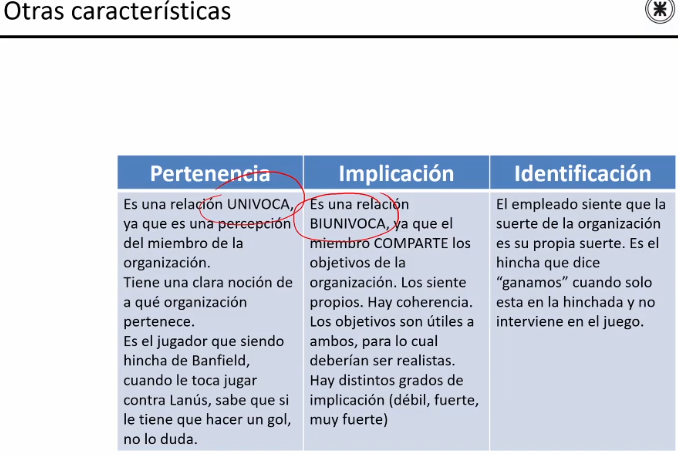 Otras características
Pertenencia
Es una relación UNIVOCA,
ya que es una percepción
del miembro de la
organización.
Tiene una clara noción de
a qué organización
pertenece.
Es el jugador que siendo
hincha de Banfield,
cuando le toca jugar
contra Lanús, sabe que si
le tiene que hacer un gol,
no lo duda.
Implicación
Es una relación
BIUNIVOCA, ya que el
miembro COMPARTE los
objetivos de la
organización. Los siente
propios. Hay coherencia.
Los objetivos son útiles a
ambos, para lo cual
deberían ser realistas.
Hay distintos grados de
implicación (débil, fuerte,
muy fuerte)
Identificación
El empleado siente que la
suerte de la organización
es su propia suerte. Es el
hincha que dice
“ganamos” cuando solo
esta en la hinchada y no
interviene en el juego.